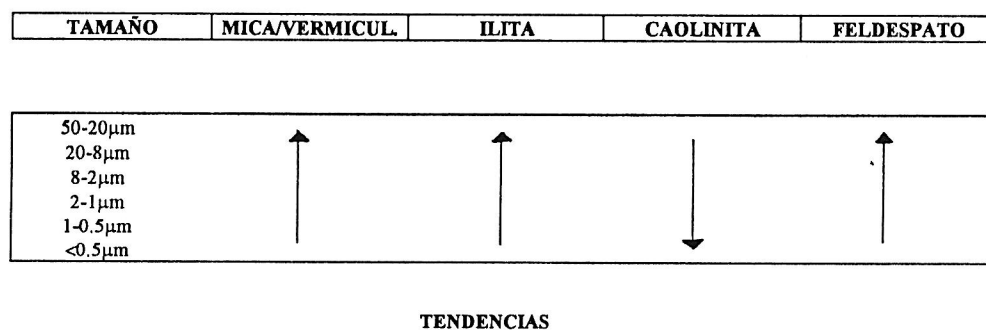 TAMAÑO MICA/VERMICUL. ILITA CAOLINITA FELDESPATO
50-20µm
20-8µm
8-2µm
2-1µm
1-0.5µm
<0.5µm
TENDENCIAS